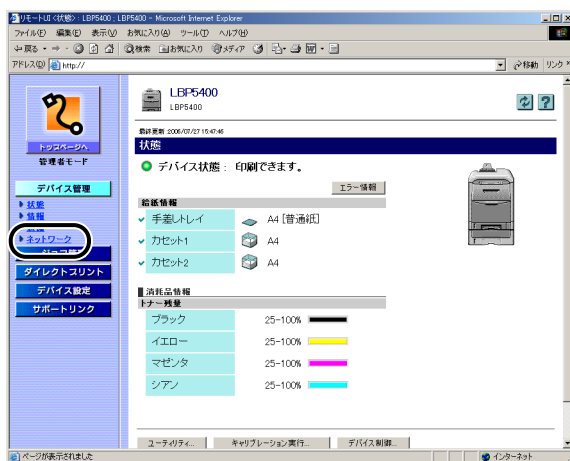 リモートUI <状態> : LBP5400 ; LBP5400 - Microsoft Internet Explorer
ファイル(F) 編集(E) 表示(V) お気に入り(A) ツール(T) ヘルプ(H)
戻る 検索 お気に入り メディア
アドレス(D) http:// 移動 リンク
LBP5400
LBP5400
最終更新 2006/07/27 15:47:46
トップページへ
管理者モード
デバイス管理
状態
情報
ネットワーク
ダイレクトプリント
デバイス設定
サポートリンク
状態
デバイス状態 : 印刷できます。
エラー情報
給紙情報
手差しトレイ A4 [普通紙]
カセット1 A4
カセット2 A4
消耗品情報
トナー残量
ブラック 25-100%
イエロー 25-100%
マゼンタ 25-100%
シアン 25-100%
ユーティリティ... キャリブレーション実行... デバイス制御...
ページが表示されました インターネット